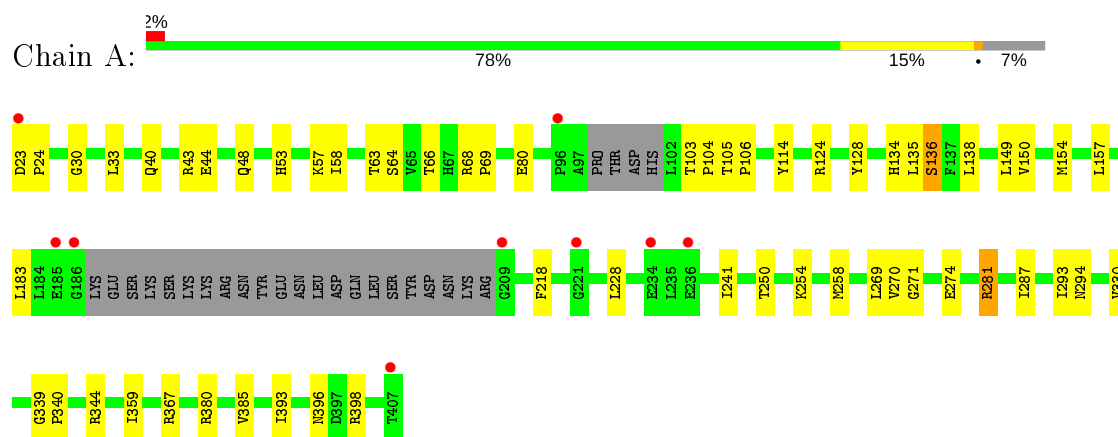 2%
Chain A:
78% 15% • 7%
D23 P24 G30 L33 Q40 R43 E44 Q48 H53 K57 I58 T63 S64 V65 T66 H67 R68 P69 E80 P96 A97 PRO THR ASP HIS L102 T103 P104 T105 P106 Y114 R124 Y128 H134 L135 S136 F137 L138 L149 V150 M154 L157
L183 L184 E185 G186 LYS GLU SER LYS SER LYS LYS ARG ASN TYR GLU ASN LEU ASP GLN LEU SER TYR ASP ASN LYS ARG G209 F218 G221 L228 E234 L235 E236 I241 T250 K254 M258 L269 V270 G271 E274 R281 I287 I293 N294
G339 P340 R344 I359 R367 R380 V385 I393 N396 D397 R398 T407